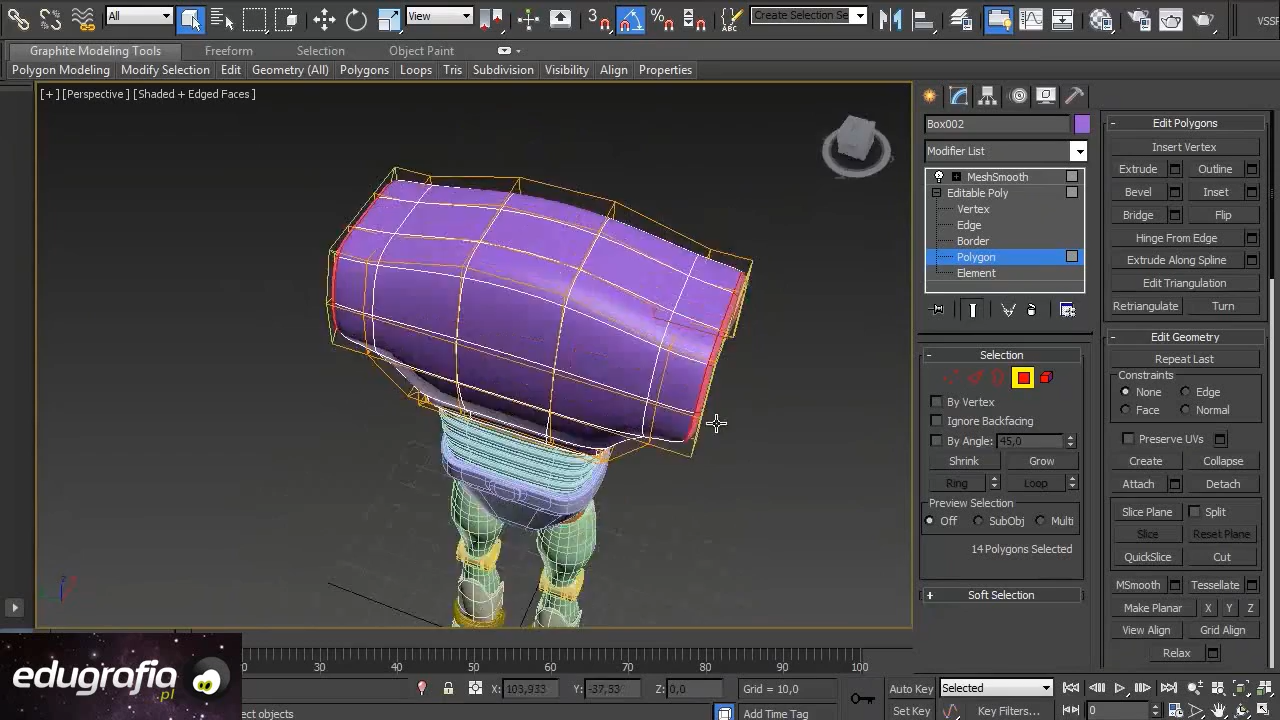 All
View
3
%
ABC
Create Selection Se
VSSF
Graphite Modeling Tools Freeform Selection Object Paint
Polygon Modeling Modify Selection Edit Geometry (All) Polygons Loops Tris Subdivision Visibility Align Properties
[ + ] [Perspective ] [Shaded + Edged Faces ]
Box002
Modifier List
MeshSmooth
Editable Poly
Vertex
Edge
Border
Polygon
Element
Selection
By Vertex
Ignore Backfacing
By Angle: 45,0
Shrink Grow
Ring Loop
Preview Selection
Off SubObj Multi
14 Polygons Selected
Soft Selection
Edit Polygons
Insert Vertex
Extrude Outline
Bevel Inset
Bridge Flip
Hinge From Edge
Extrude Along Spline
Edit Triangulation
Retriangulate Turn
Edit Geometry
Repeat Last
Constraints
None Edge
Face Normal
Preserve UVs
Create Collapse
Attach Detach
Slice Plane Split
Slice Reset Plane
QuickSlice Cut
MSmooth Tessellate
Make Planar X Y Z
View Align Grid Align
Relax
30 40 50 60 70 80 90 100
X: 103,933 Y: -37,53 Z: 0,0 Grid = 10,0
ect objects
Add Time Tag
Auto Key Selected
Set Key Key Filters... 0
edugrafia.pl